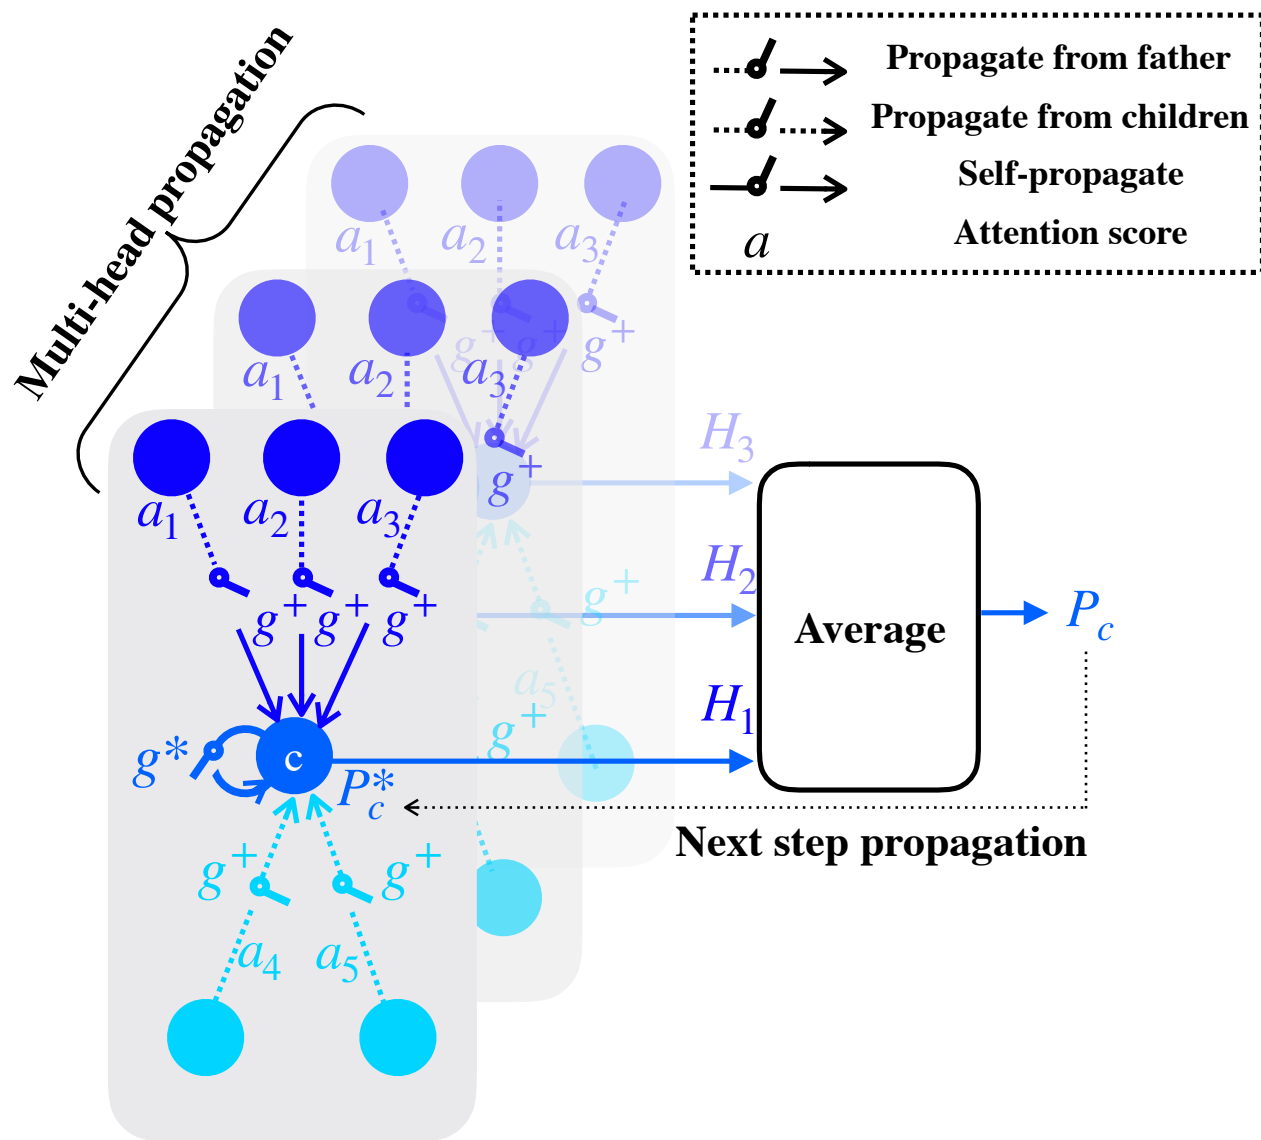 Multi-head propagation
Propagate from father
Propagate from children
Self-propagate
a Attention score
a1 a2 a3
g+ g+ g+
a1 a2 a3
g+
a1 a2 a3
g+ g+ g+
H3
H2
H1
g+
a5
g+
Average
Pc
g* c P*c
Next step propagation
g+ g+
a4 a5